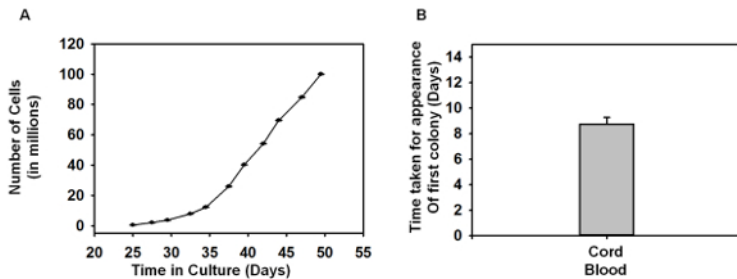 A
Number of Cells
(in millions)
120
100
80
60
40
20
0
20 25 30 35 40 45 50 55
Time in Culture (Days)
B
Time taken for appearance
Of first colony (Days)
14
12
10
8
6
4
2
0
Cord
Blood